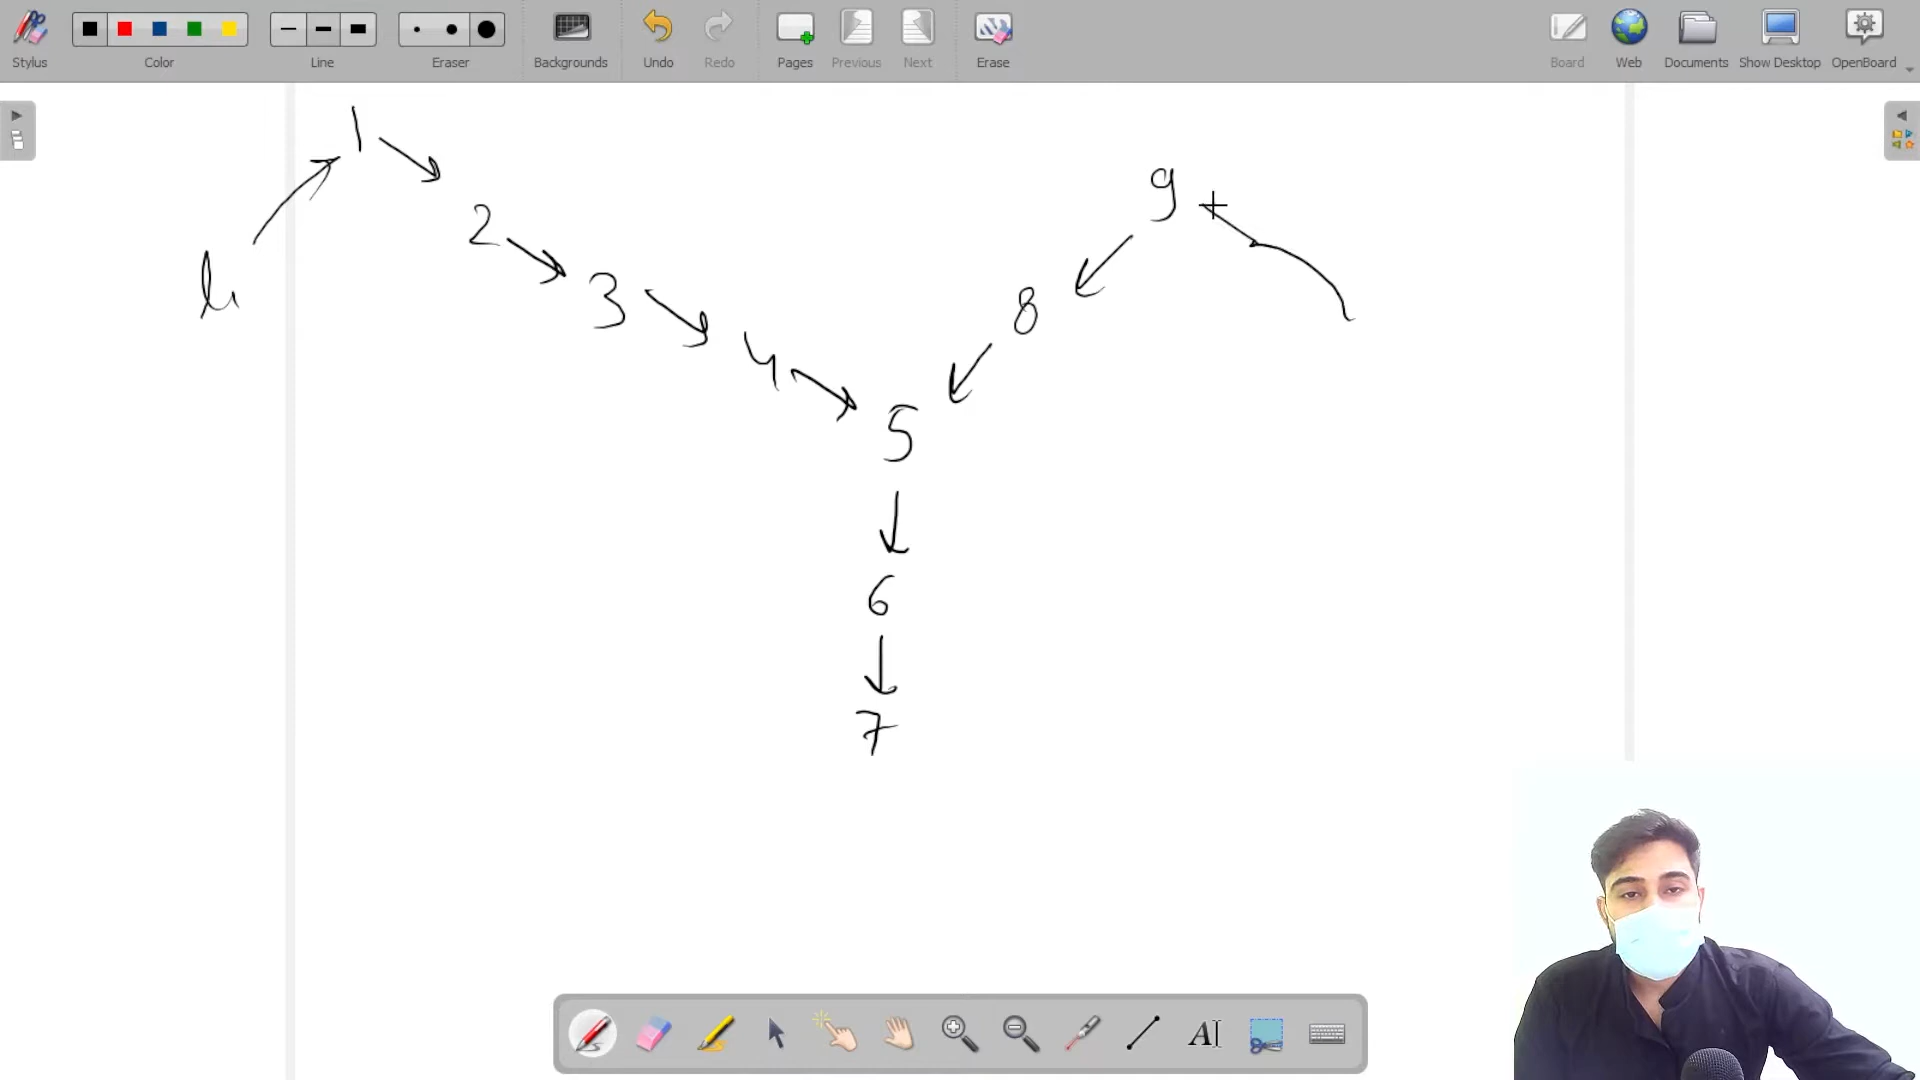 Stylus
Color
Line
Eraser
Backgrounds
Undo
Redo
Pages
Previous
Next
Erase
Board
Web
Documents
Show Desktop
OpenBoard
1
2
3
4
5
6
7
8
9